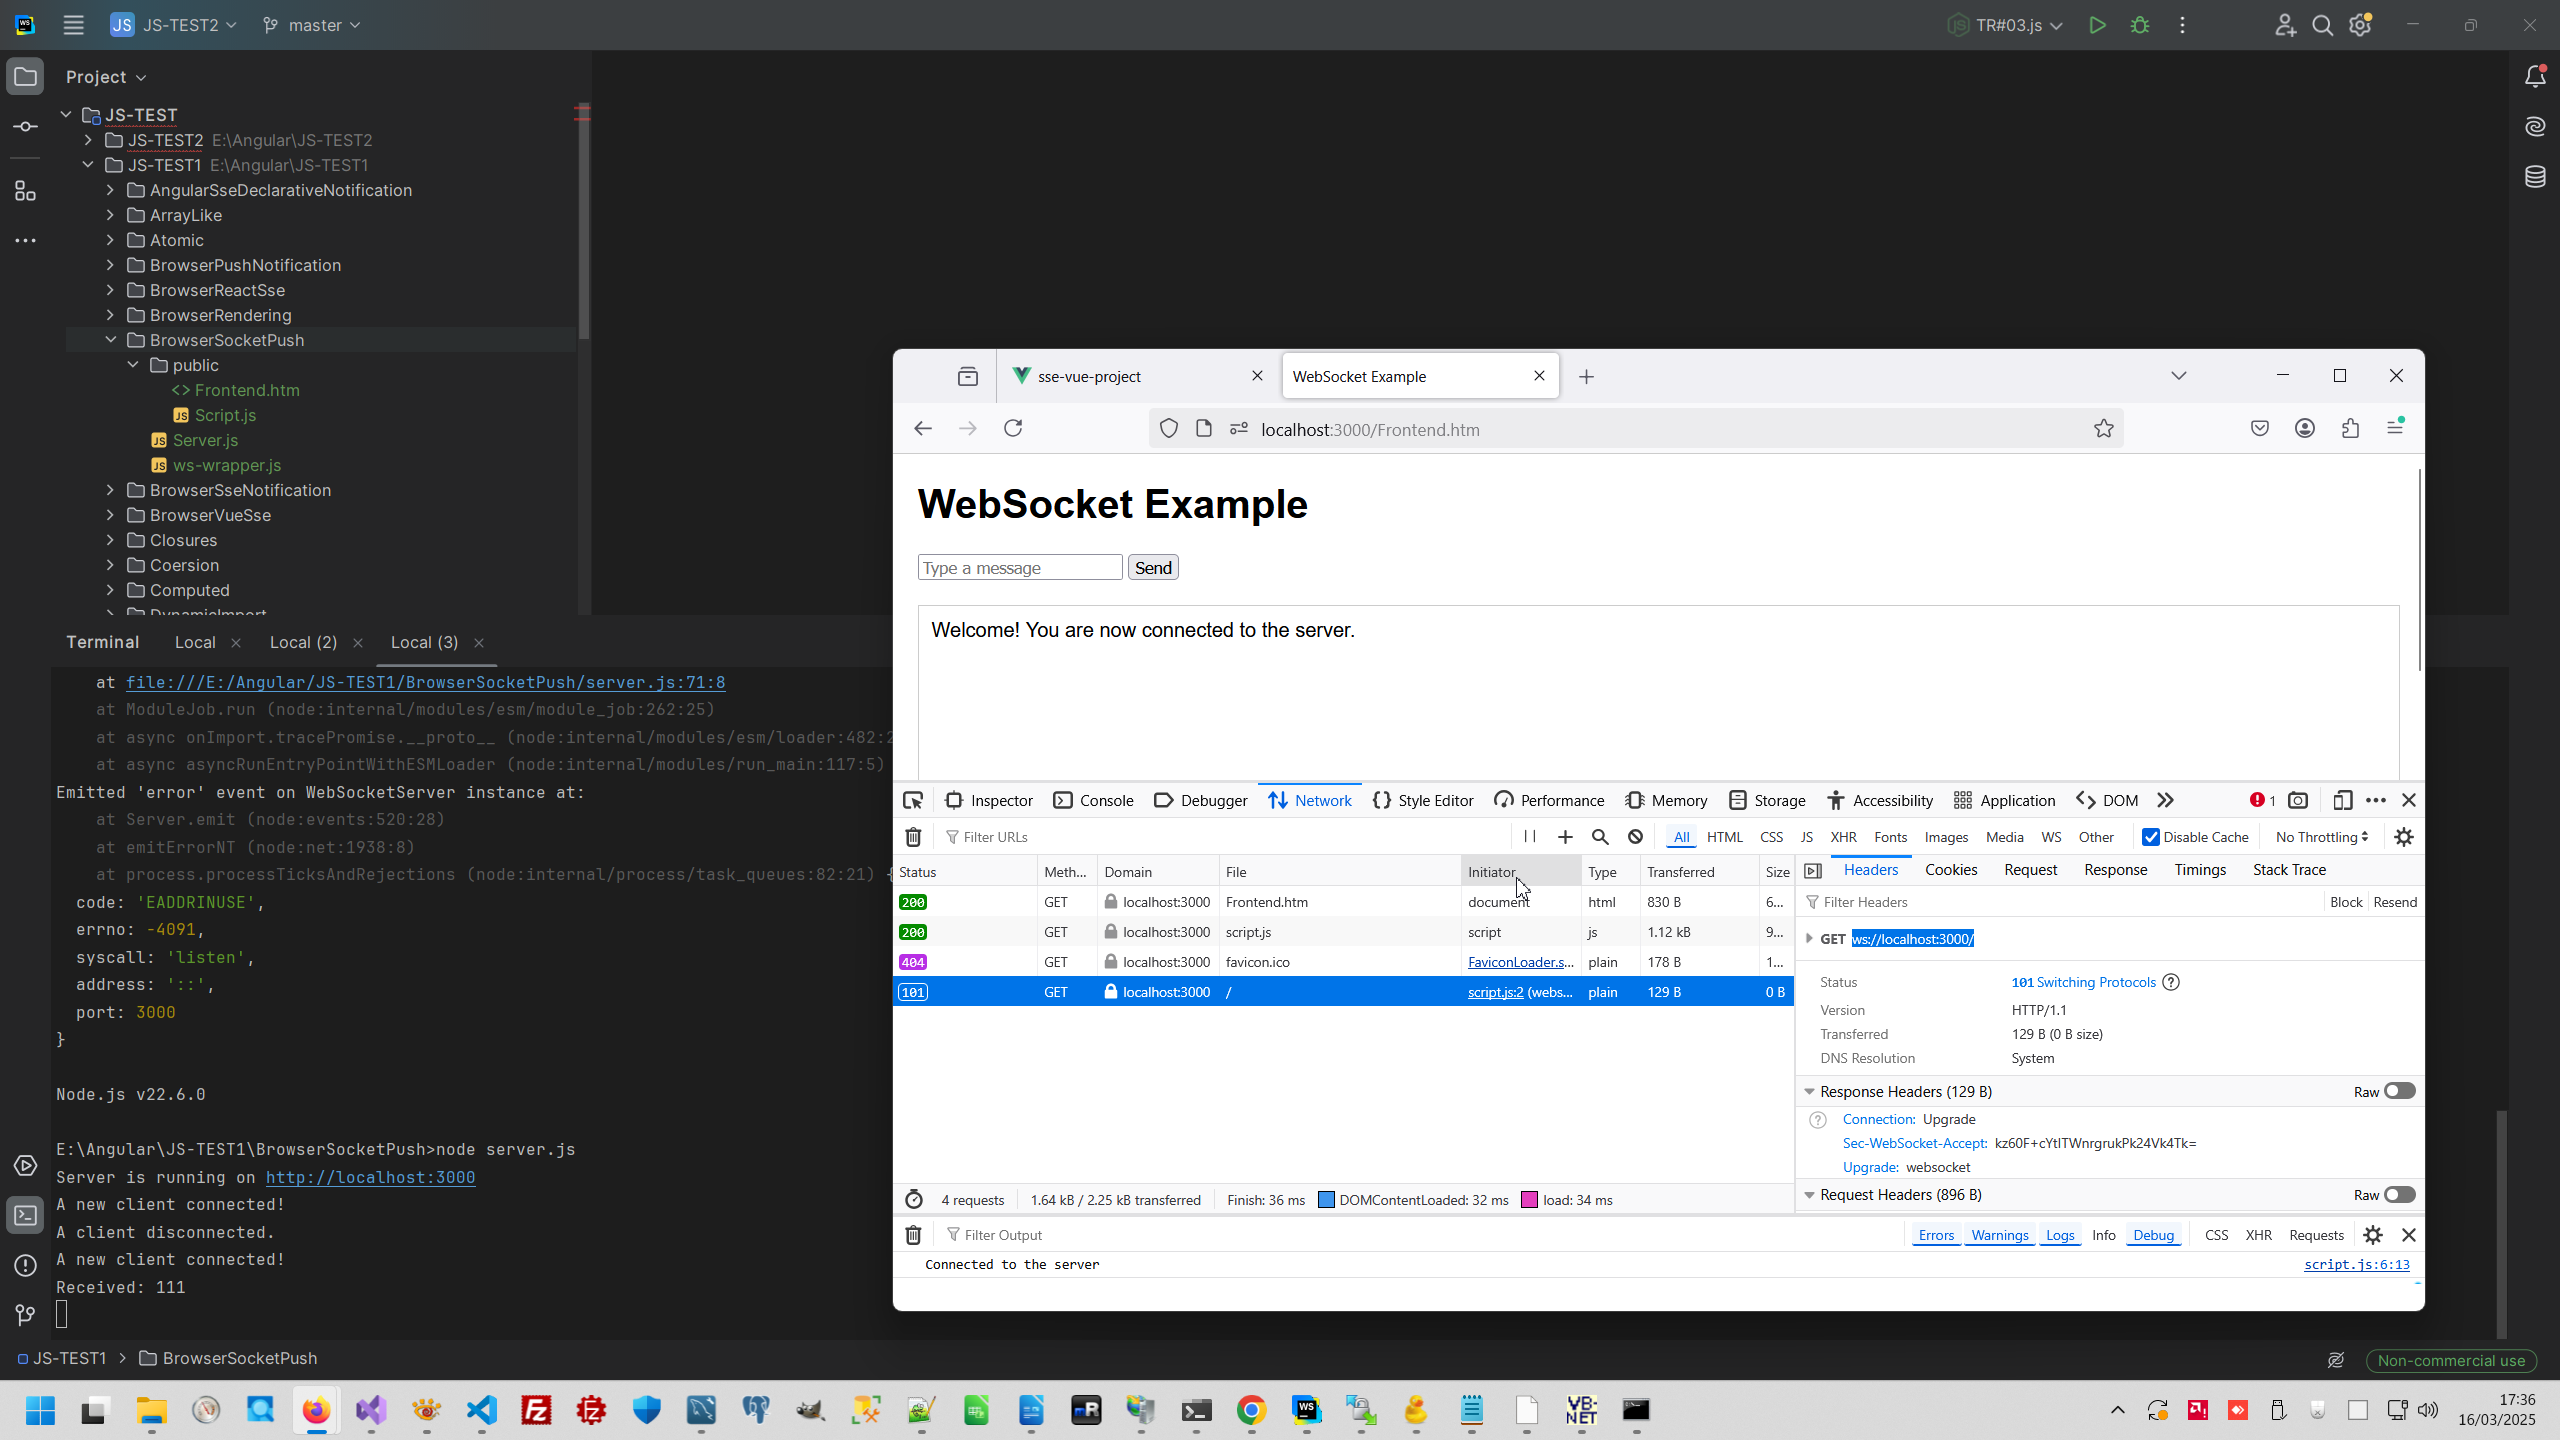 JS JS-TEST2 master TR#03.js
Project
JS-TEST
JS-TEST2 E:\Angular\JS-TEST2
JS-TEST1 E:\Angular\JS-TEST1
AngularSseDeclarativeNotification
ArrayLike
Atomic
BrowserPushNotification
BrowserReactSse
BrowserRendering
BrowserSocketPush
public
<> Frontend.htm
JS Script.js
JS Server.js
JS ws-wrapper.js
BrowserSseNotification
BrowserVueSse
Closures
Coersion
Computed
DynamicImport
Terminal Local Local (2) Local (3)
at file:///E:/Angular/JS-TEST1/BrowserSocketPush/server.js:71:8
at ModuleJob.run (node:internal/modules/esm/module_job:262:25)
at async onImport.tracePromise.__proto__ (node:internal/modules/esm/loader:482:2
at async asyncRunEntryPointWithESMLoader (node:internal/modules/run_main:117:5)
Emitted 'error' event on WebSocketServer instance at:
at Server.emit (node:events:520:28)
at emitErrorNT (node:net:1938:8)
at process.processTicksAndRejections (node:internal/process/task_queues:82:21) {
code: 'EADDRINUSE',
errno: -4091,
syscall: 'listen',
address: '::',
port: 3000
}
Node.js v22.6.0
E:\Angular\JS-TEST1\BrowserSocketPush>node server.js
Server is running on http://localhost:3000
A new client connected!
A client disconnected.
A new client connected!
Received: 111
sse-vue-project WebSocket Example
localhost:3000/Frontend.htm
WebSocket Example
Type a message Send
Welcome! You are now connected to the server.
Inspector Console Debugger Network Style Editor Performance Memory Storage Accessibility Application DOM 1
Filter URLs All HTML CSS JS XHR Fonts Images Media WS Other Disable Cache No Throttling
Status Meth... Domain File Initiator Type Transferred Size
200 GET localhost:3000 Frontend.htm document html 830 B 6...
200 GET localhost:3000 script.js script js 1.12 kB 9...
404 GET localhost:3000 favicon.ico FaviconLoader.s... plain 178 B 1...
101 GET localhost:3000 / script.js:2 (webs... plain 129 B 0 B
4 requests 1.64 kB / 2.25 kB transferred Finish: 36 ms DOMContentLoaded: 32 ms load: 34 ms
Headers Cookies Request Response Timings Stack Trace
Filter Headers Block Resend
GET ws://localhost:3000/
Status 101 Switching Protocols ?
Version HTTP/1.1
Transferred 129 B (0 B size)
DNS Resolution System
Response Headers (129 B) Raw
? Connection: Upgrade
Sec-WebSocket-Accept: kz60F+cYtITWnrgrukPk24Vk4Tk=
Upgrade: websocket
Request Headers (896 B) Raw
Filter Output Errors Warnings Logs Info Debug CSS XHR Requests
Connected to the server script.js:6:13
JS-TEST1 > BrowserSocketPush Non-commercial use
VB-
.NET
17:36
16/03/2025